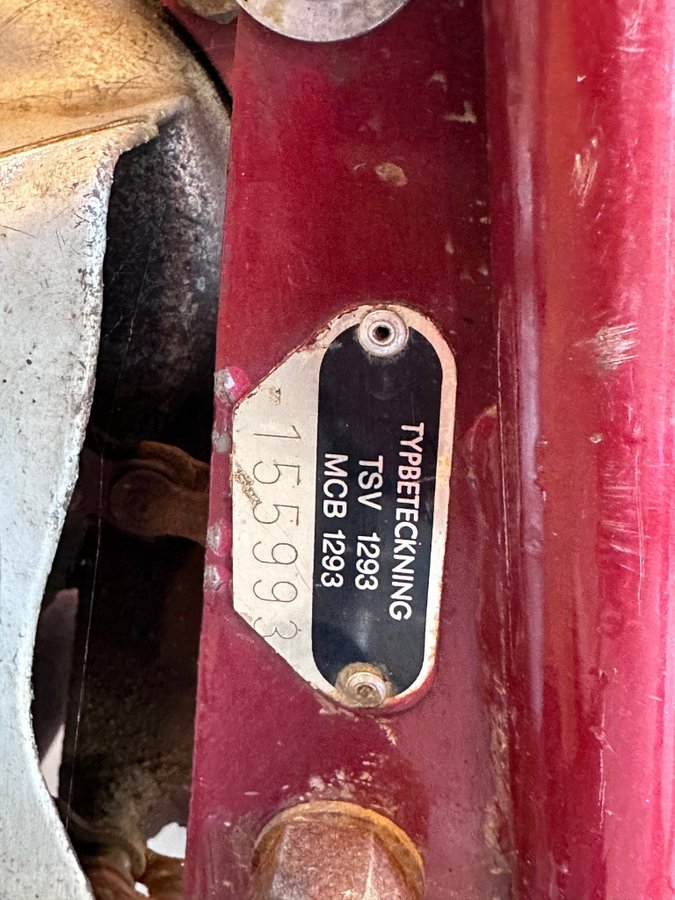 TYPBETECKNING
TSV 1293
MCB 1293
155993